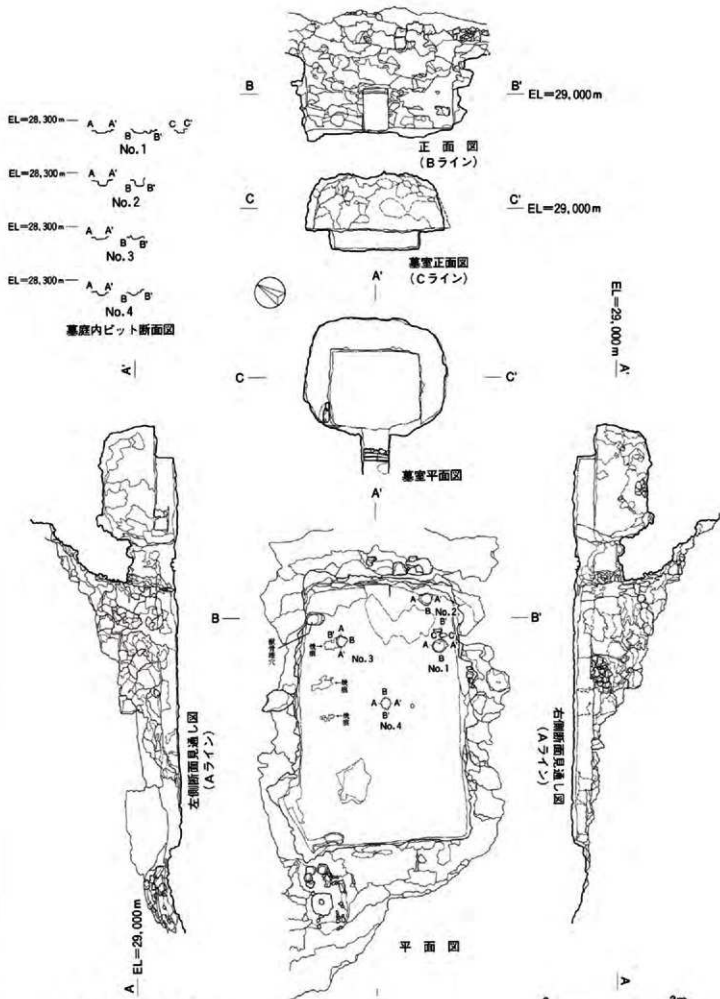 B
B'
EL=29,000m
正面図
(Bライン)
EL=28,300m
A A' B B' C C'
No.1
EL=28,300m
A A' B B'
No.2
EL=28,300m
A A' B B'
No.3
EL=28,300m
A A' B B'
No.4
墓庭内ピット断面図
C
C'
EL=29,000m
墓室正面図
(Cライン)
A'
C
C'
墓室平面図
A'
A'
左側断面見通し図
(Aライン)
A
EL=29,000m
EL=29,000m
A'
右側断面見通し図
(Aライン)
A
B
B'
A A'
B No.2
B'
C C'
A A'
B
No.1
A
B' B
A'
No.3
B
A A'
B'
No.4
平面図
2m